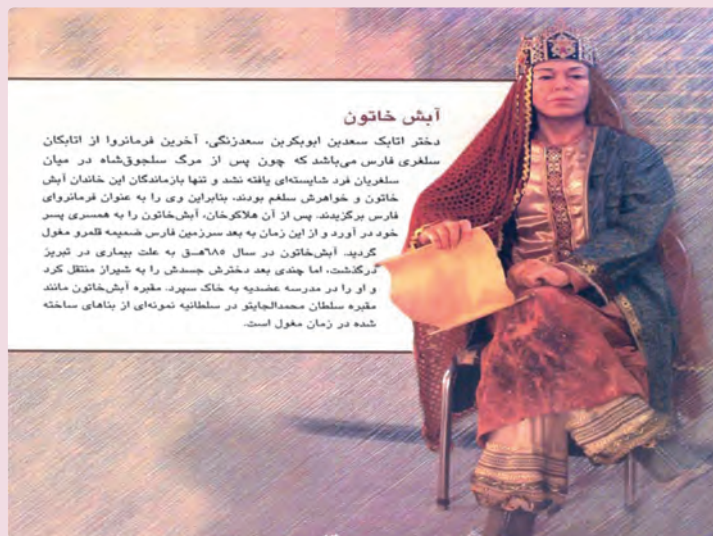 آبش خاتون
دختر اتابک سعدبن ابوبکربن سعدزنگی، آخرین فرمانروا از اتابکان
سلغری فارس می‌باشد که چون پس از مرگ سلجوق‌شاه در میان
سلغریان فرد شایسته‌ای یافته نشد و تنها بازماندگان این خاندان آبش
خاتون و خواهرش سلغم بودند، بنابراین وی را به عنوان فرمانروای
فارس برگزیدند. پس از آن هلاکوخان، آبش‌خاتون را به همسری پسر
خود در آورد و از این زمان به بعد سرزمین فارس ضمیمه قلمرو مغول
گردید. آبش‌خاتون در سال ۶۸۵هـ.ق به علت بیماری در تبریز
درگذشت، اما چندی بعد دخترش جسدش را به شیراز منتقل کرد
و او را در مدرسه عضدیه به خاک سپرد. مقبره آبش‌خاتون مانند
مقبره سلطان محمدالجایتو در سلطانیه نمونه‌ای از بناهای ساخته
شده در زمان مغول است.